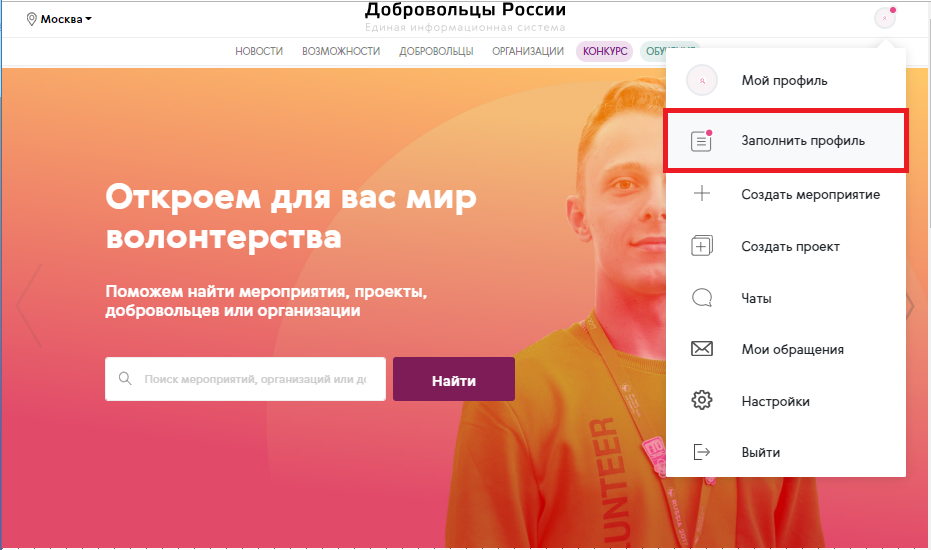 Москва
Добровольцы России
Единая информационная система
НОВОСТИ
ВОЗМОЖНОСТИ
ДОБРОВОЛЬЦЫ
ОРГАНИЗАЦИИ
КОНКУРС
Мой профиль
Заполнить профиль
Создать мероприятие
Создать проект
Чаты
Мои обращения
Настройки
Выйти
Откроем для вас мир
волонтерства
Поможем найти мероприятия, проекты,
добровольцев или организации
Поиск мероприятий, организаций или до
Найти
UNTEER